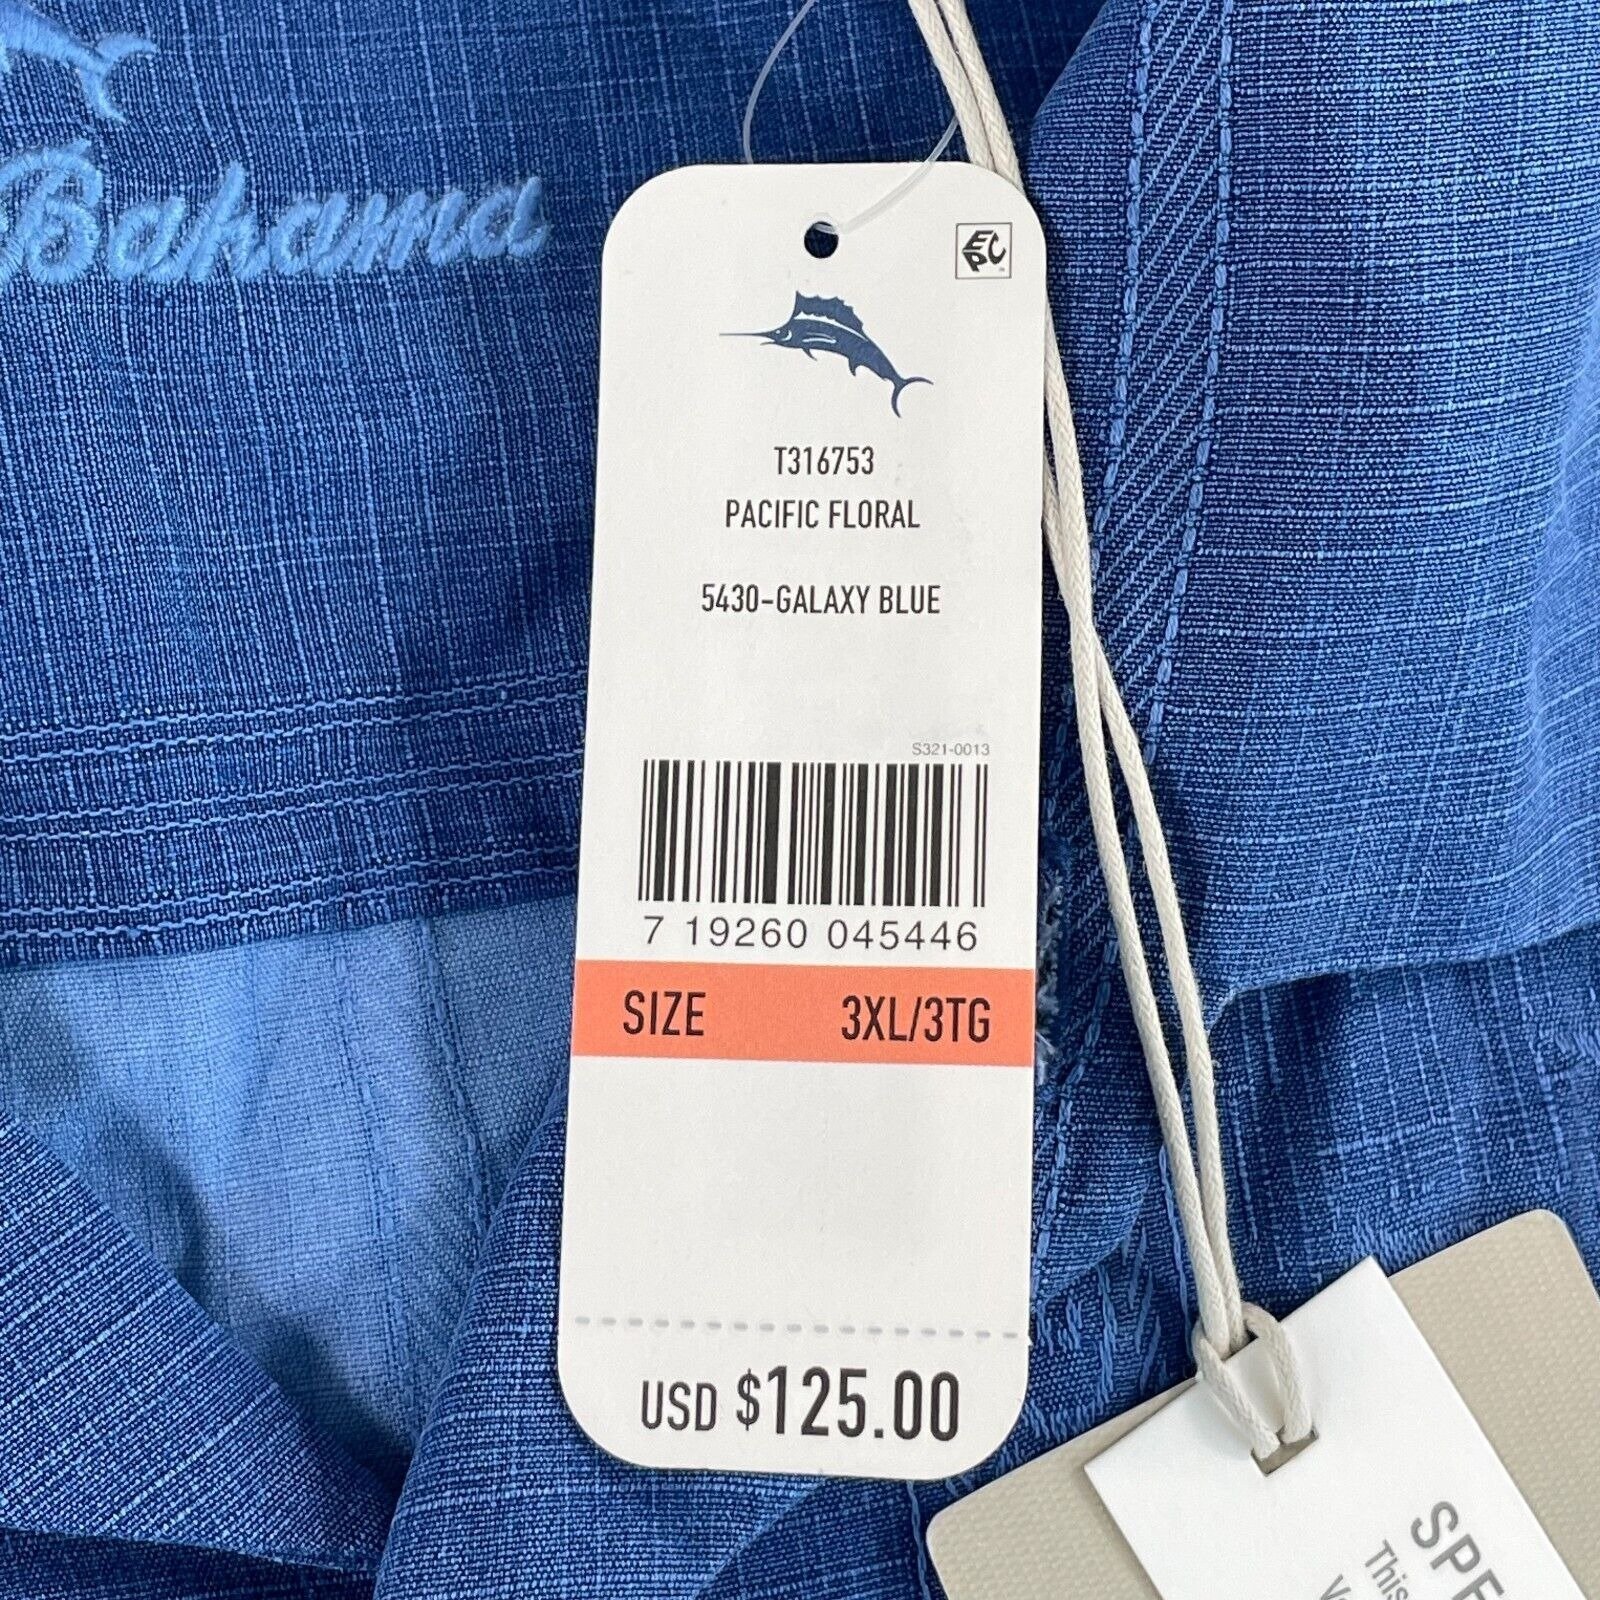 Bahama
EPC
T316753
PACIFIC FLORAL
5430-GALAXY BLUE
S321-0013
7 19260 045446
SIZE 3XL/3TG
USD $125.00
SPE
This